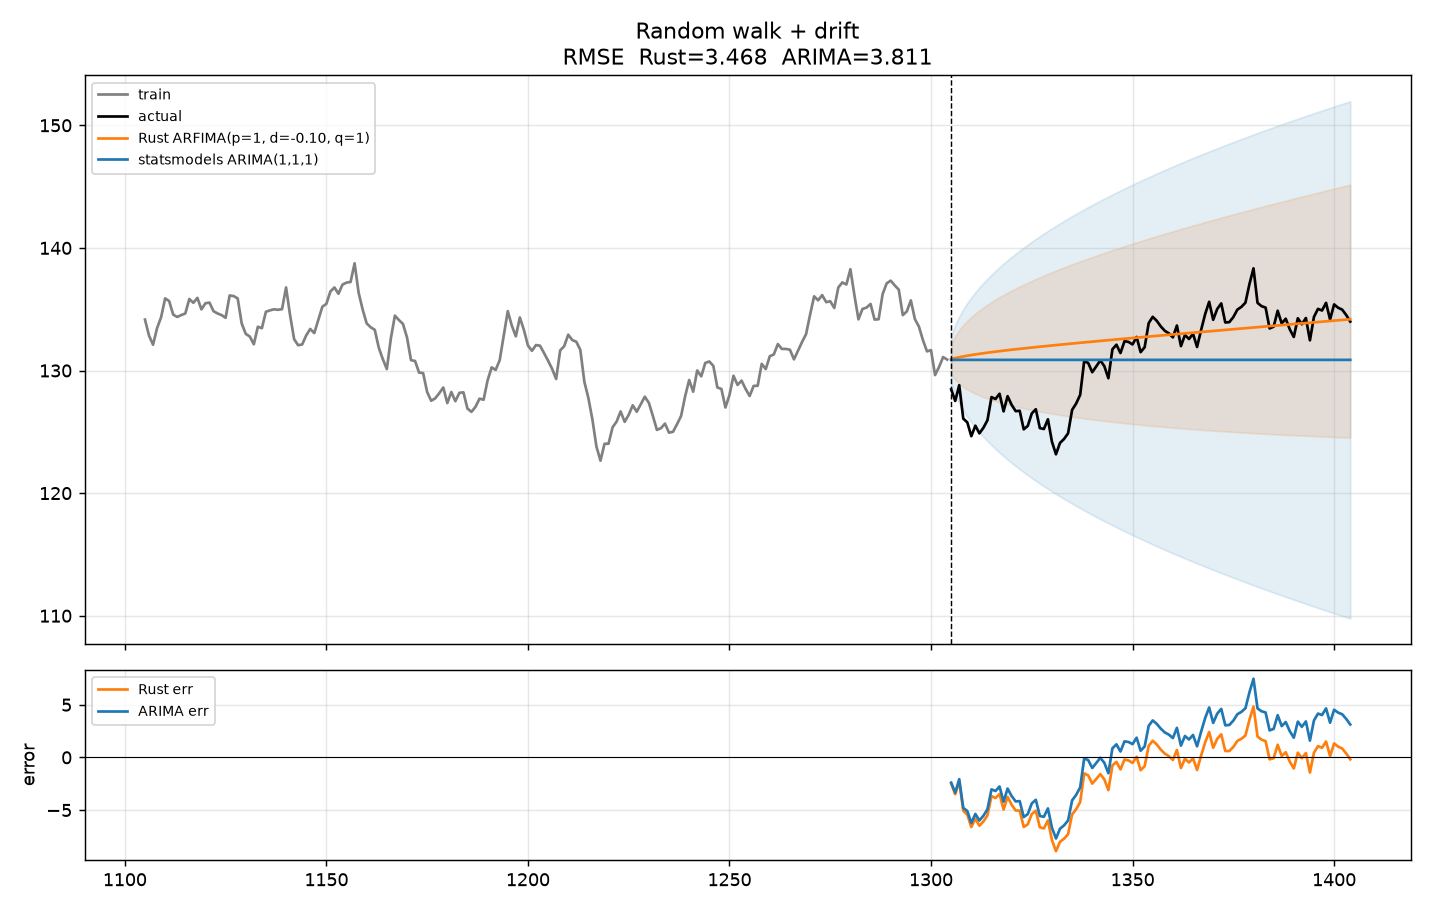 Random walk + drift
RMSE  Rust=3.468  ARIMA=3.811
train
actual
Rust ARFIMA(p=1, d=-0.10, q=1)
statsmodels ARIMA(1,1,1)
150
140
130
120
110
Rust err
ARIMA err
error
5
0
−5
1100 1150 1200 1250 1300 1350 1400